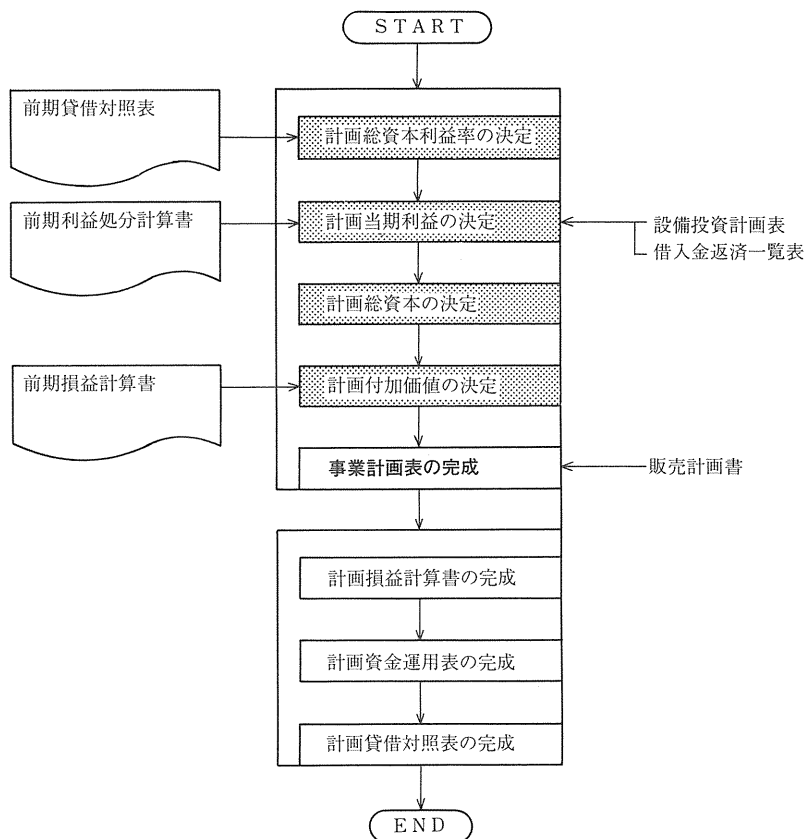 START
前期貸借対照表
計画総資本利益率の決定
前期利益処分計算書
計画当期利益の決定
設備投資計画表
借入金返済一覧表
計画総資本の決定
前期損益計算書
計画付加価値の決定
事業計画表の完成
販売計画書
計画損益計算書の完成
計画資金運用表の完成
計画貸借対照表の完成
END